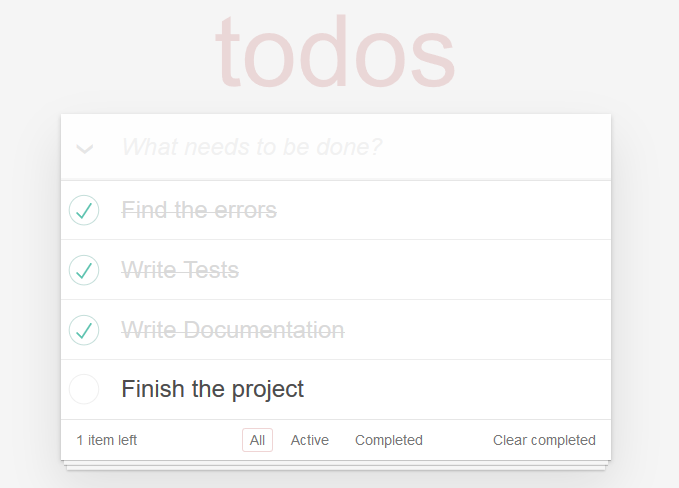 todos
What needs to be done?
Find the errors
Write Tests
Write Documentation
Finish the project
1 item left All Active Completed Clear completed